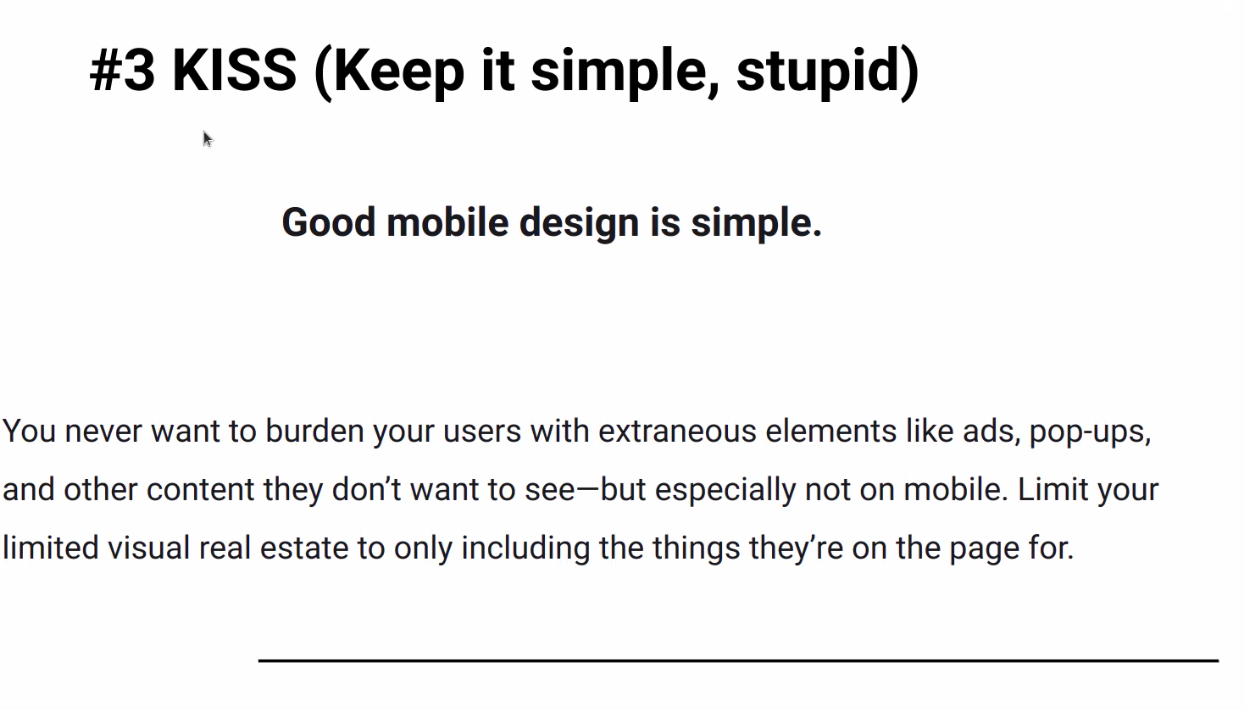 #3 KISS (Keep it simple, stupid)
Good mobile design is simple.
You never want to burden your users with extraneous elements like ads, pop-ups,
and other content they don’t want to see—but especially not on mobile. Limit your
limited visual real estate to only including the things they’re on the page for.